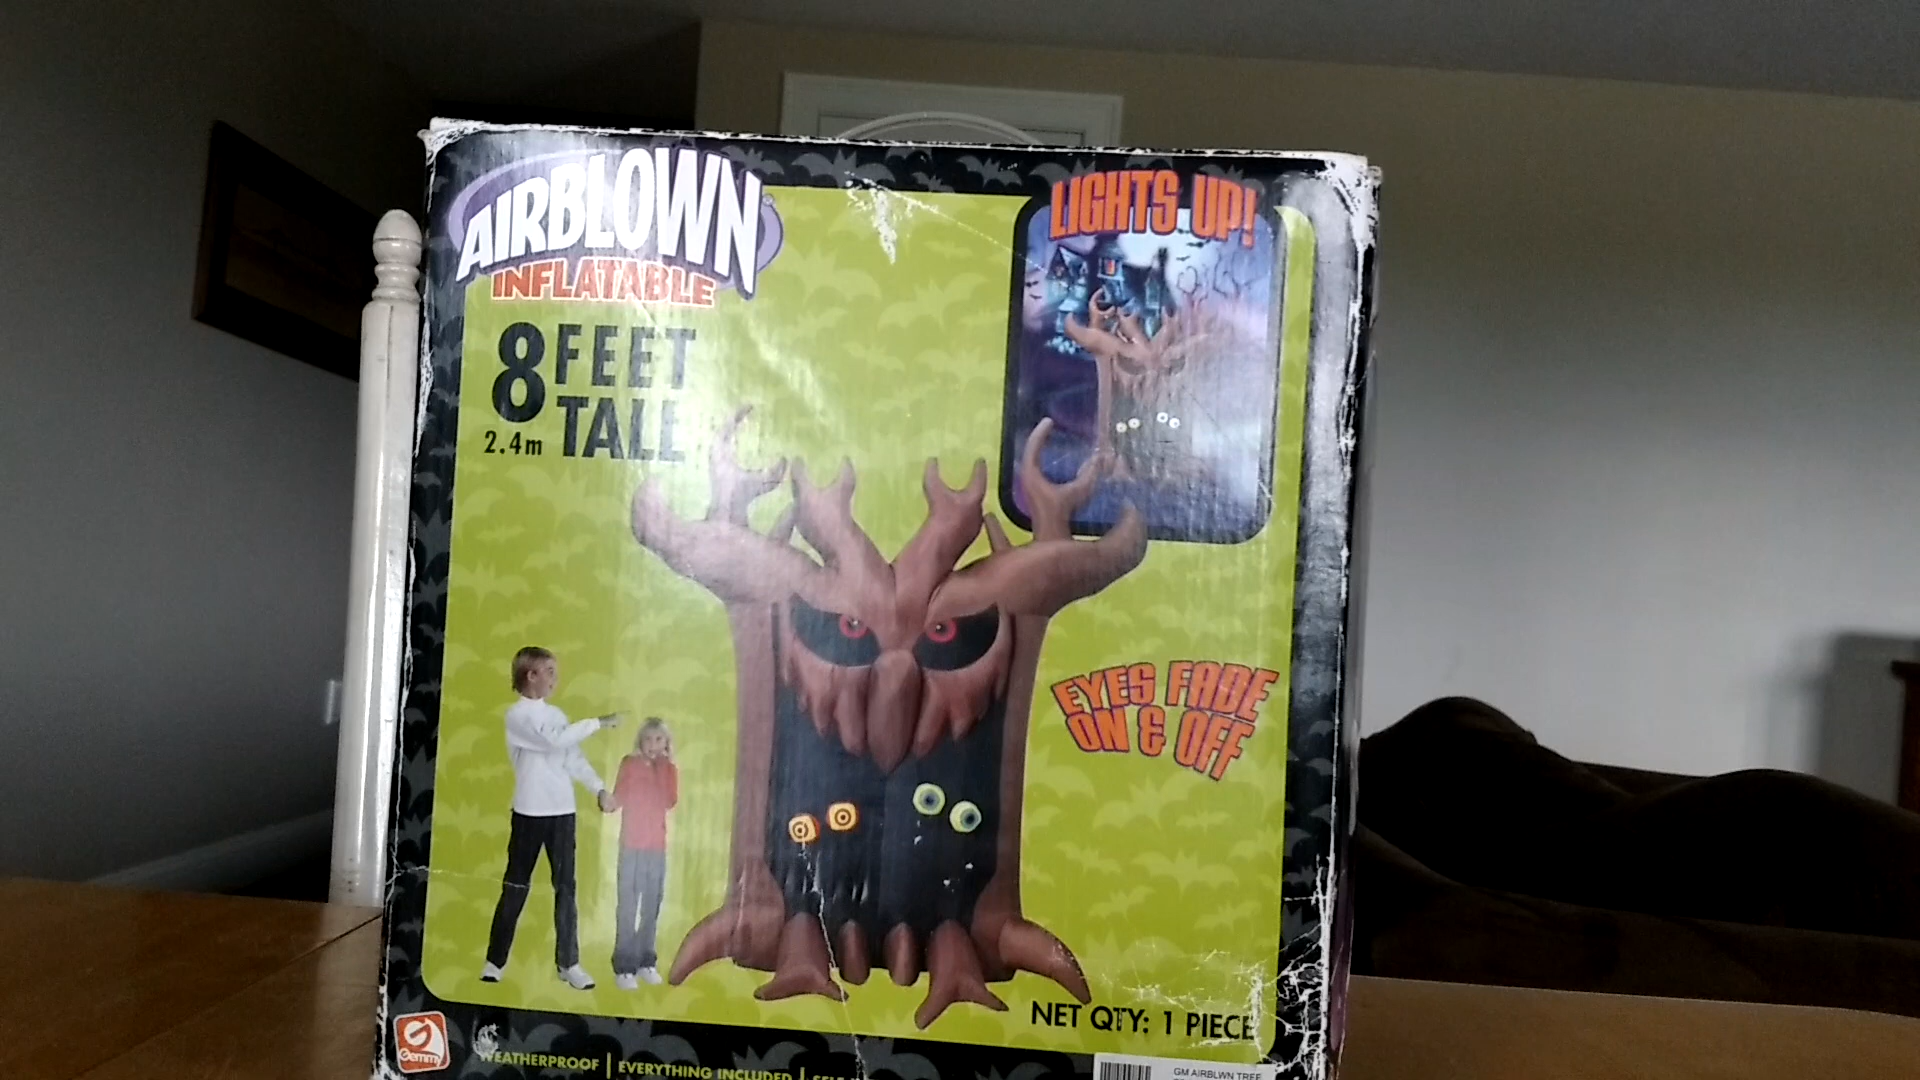 AIRBLOWN
INFLATABLE
8 FEET
2.4m TALL
LIGHTS UP!
EYES FADE
ON & OFF
NET QTY: 1 PIECE
Gemmy
WEATHERPROOF | EVERYTHING INCLUDED |
GM AIRBLWN TREE